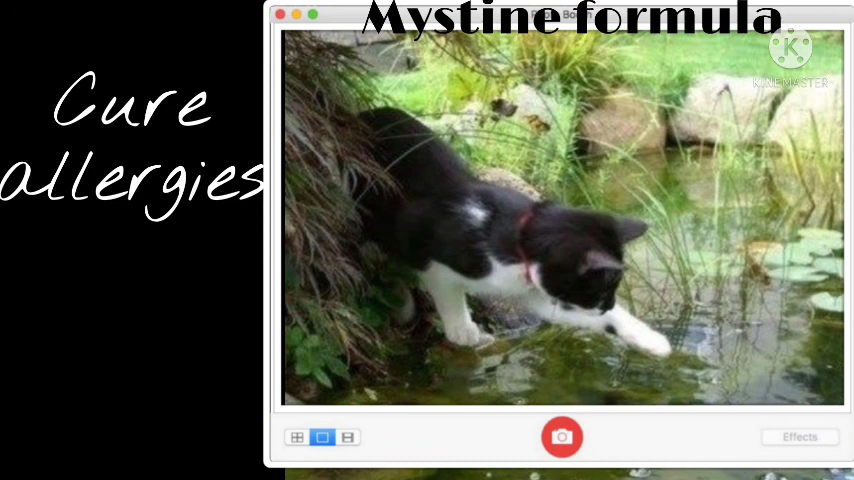 Mystine formula
KINEMASTER
Cure
allergies
Effects